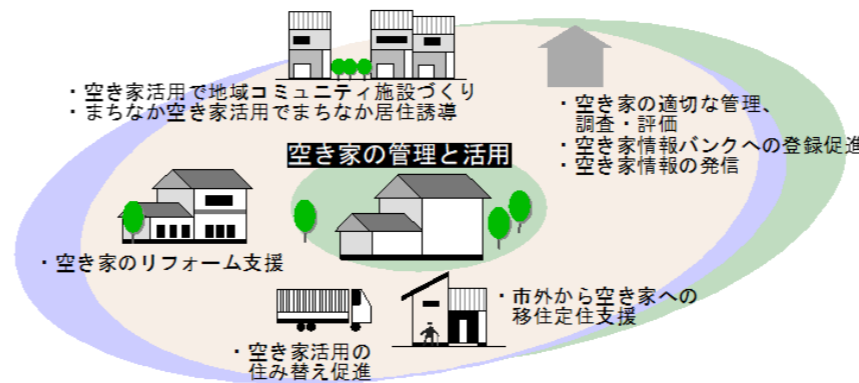 ・空き家活用で地域コミュニティ施設づくり
・まちなか空き家活用でまちなか居住誘導
・空き家の適切な管理、
調査・評価
・空き家情報バンクへの登録促進
・空き家情報の発信
空き家の管理と活用
・空き家のリフォーム支援
・市外から空き家への
移住定住支援
・空き家活用の
住み替え促進